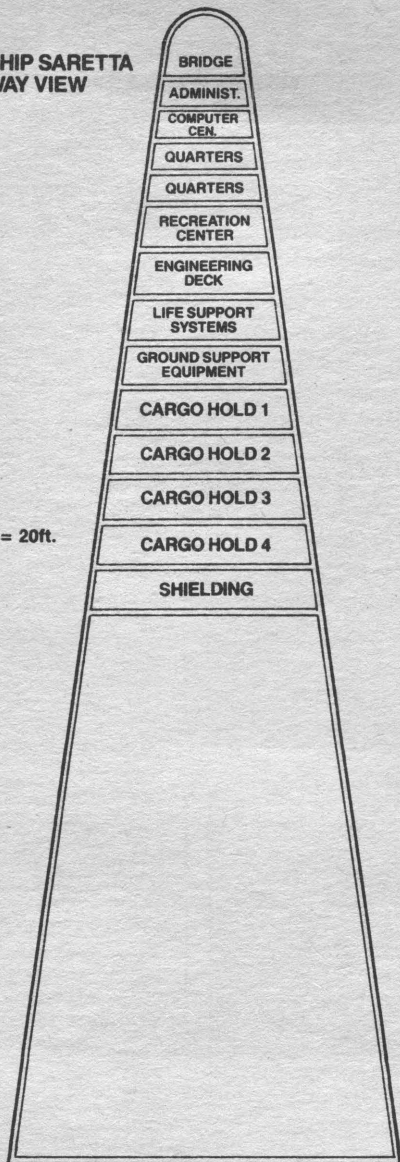 HIP SARETTA
WAY VIEW
BRIDGE
ADMINIST.
COMPUTER
CEN.
QUARTERS
QUARTERS
RECREATION
CENTER
ENGINEERING
DECK
LIFE SUPPORT
SYSTEMS
GROUND SUPPORT
EQUIPMENT
CARGO HOLD 1
CARGO HOLD 2
CARGO HOLD 3
= 20ft.
CARGO HOLD 4
SHIELDING